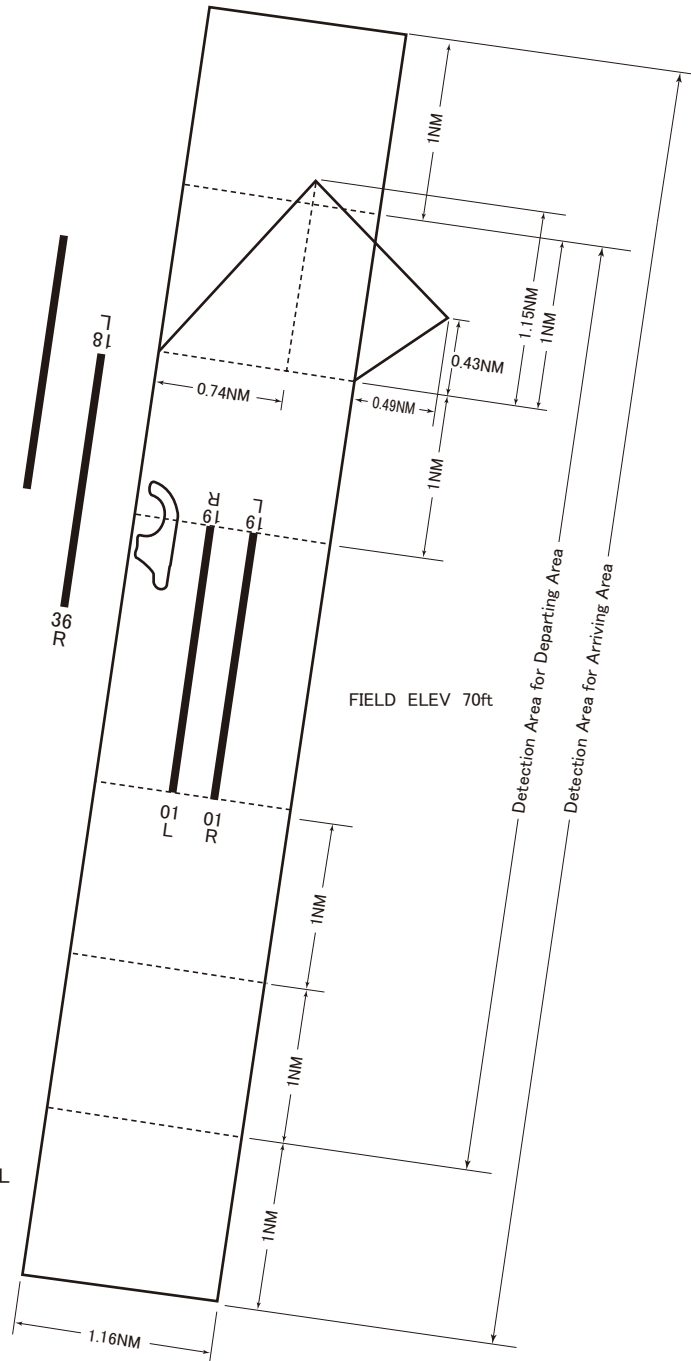 1NM
1.15NM
1NM
L
18
0.43NM
0.74NM
0.49NM
1NM
R
19
L
19
36
R
FIELD ELEV 70ft
Detection Area for Departing Area
Detection Area for Arriving Area
01
L
01
R
1NM
1NM
L
1NM
1.16NM